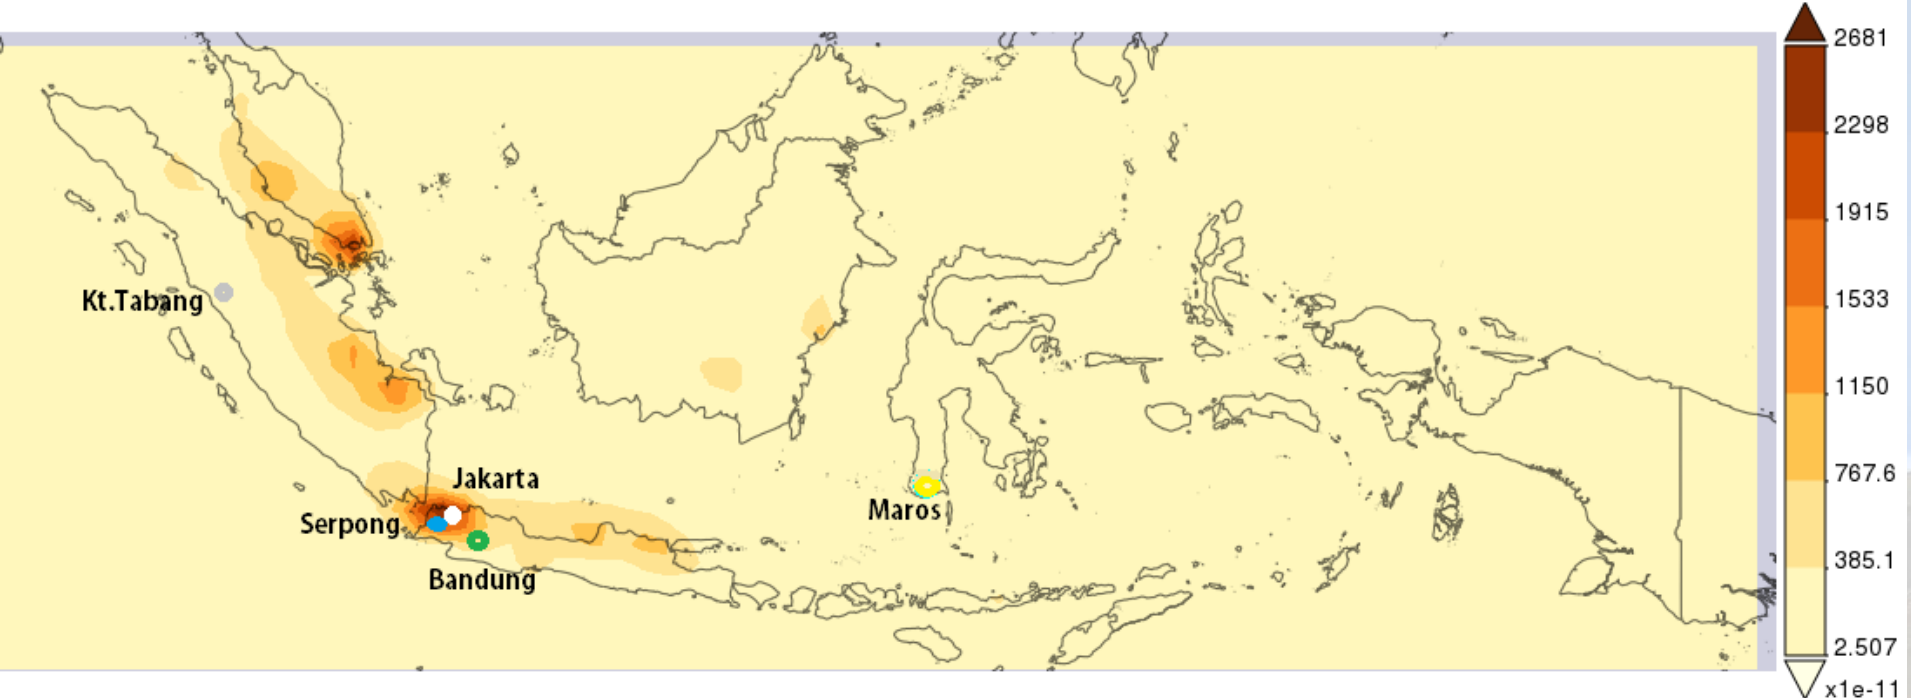 Kt.Tabang
Jakarta
Serpong
Bandung
Maros
2681
2298
1915
1533
1150
767.6
385.1
2.507
x1e-11